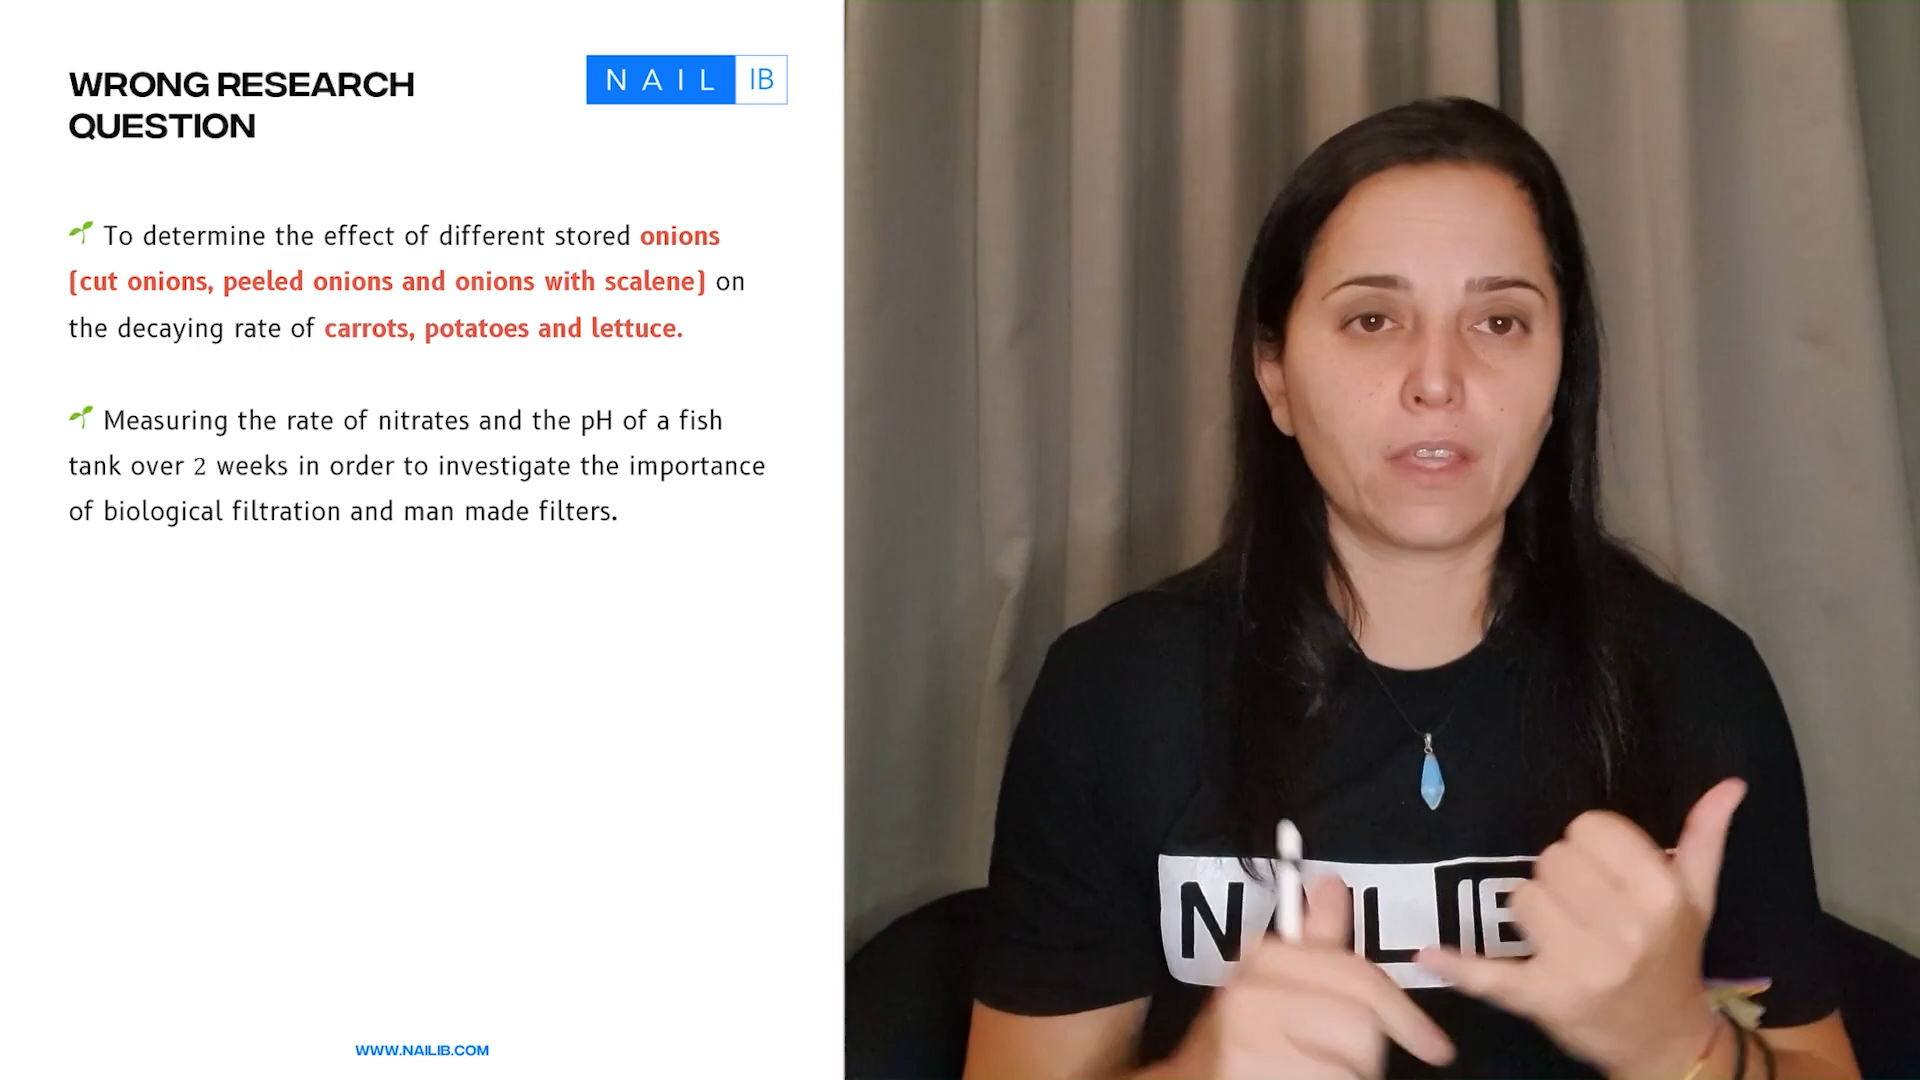 WRONG RESEARCH
QUESTION
NAIL IB
To determine the effect of different stored onions
(cut onions, peeled onions and onions with scalene) on
the decaying rate of carrots, potatoes and lettuce.
Measuring the rate of nitrates and the pH of a fish
tank over 2 weeks in order to investigate the importance
of biological filtration and man made filters.
WWW.NAILIB.COM
NAIL IB